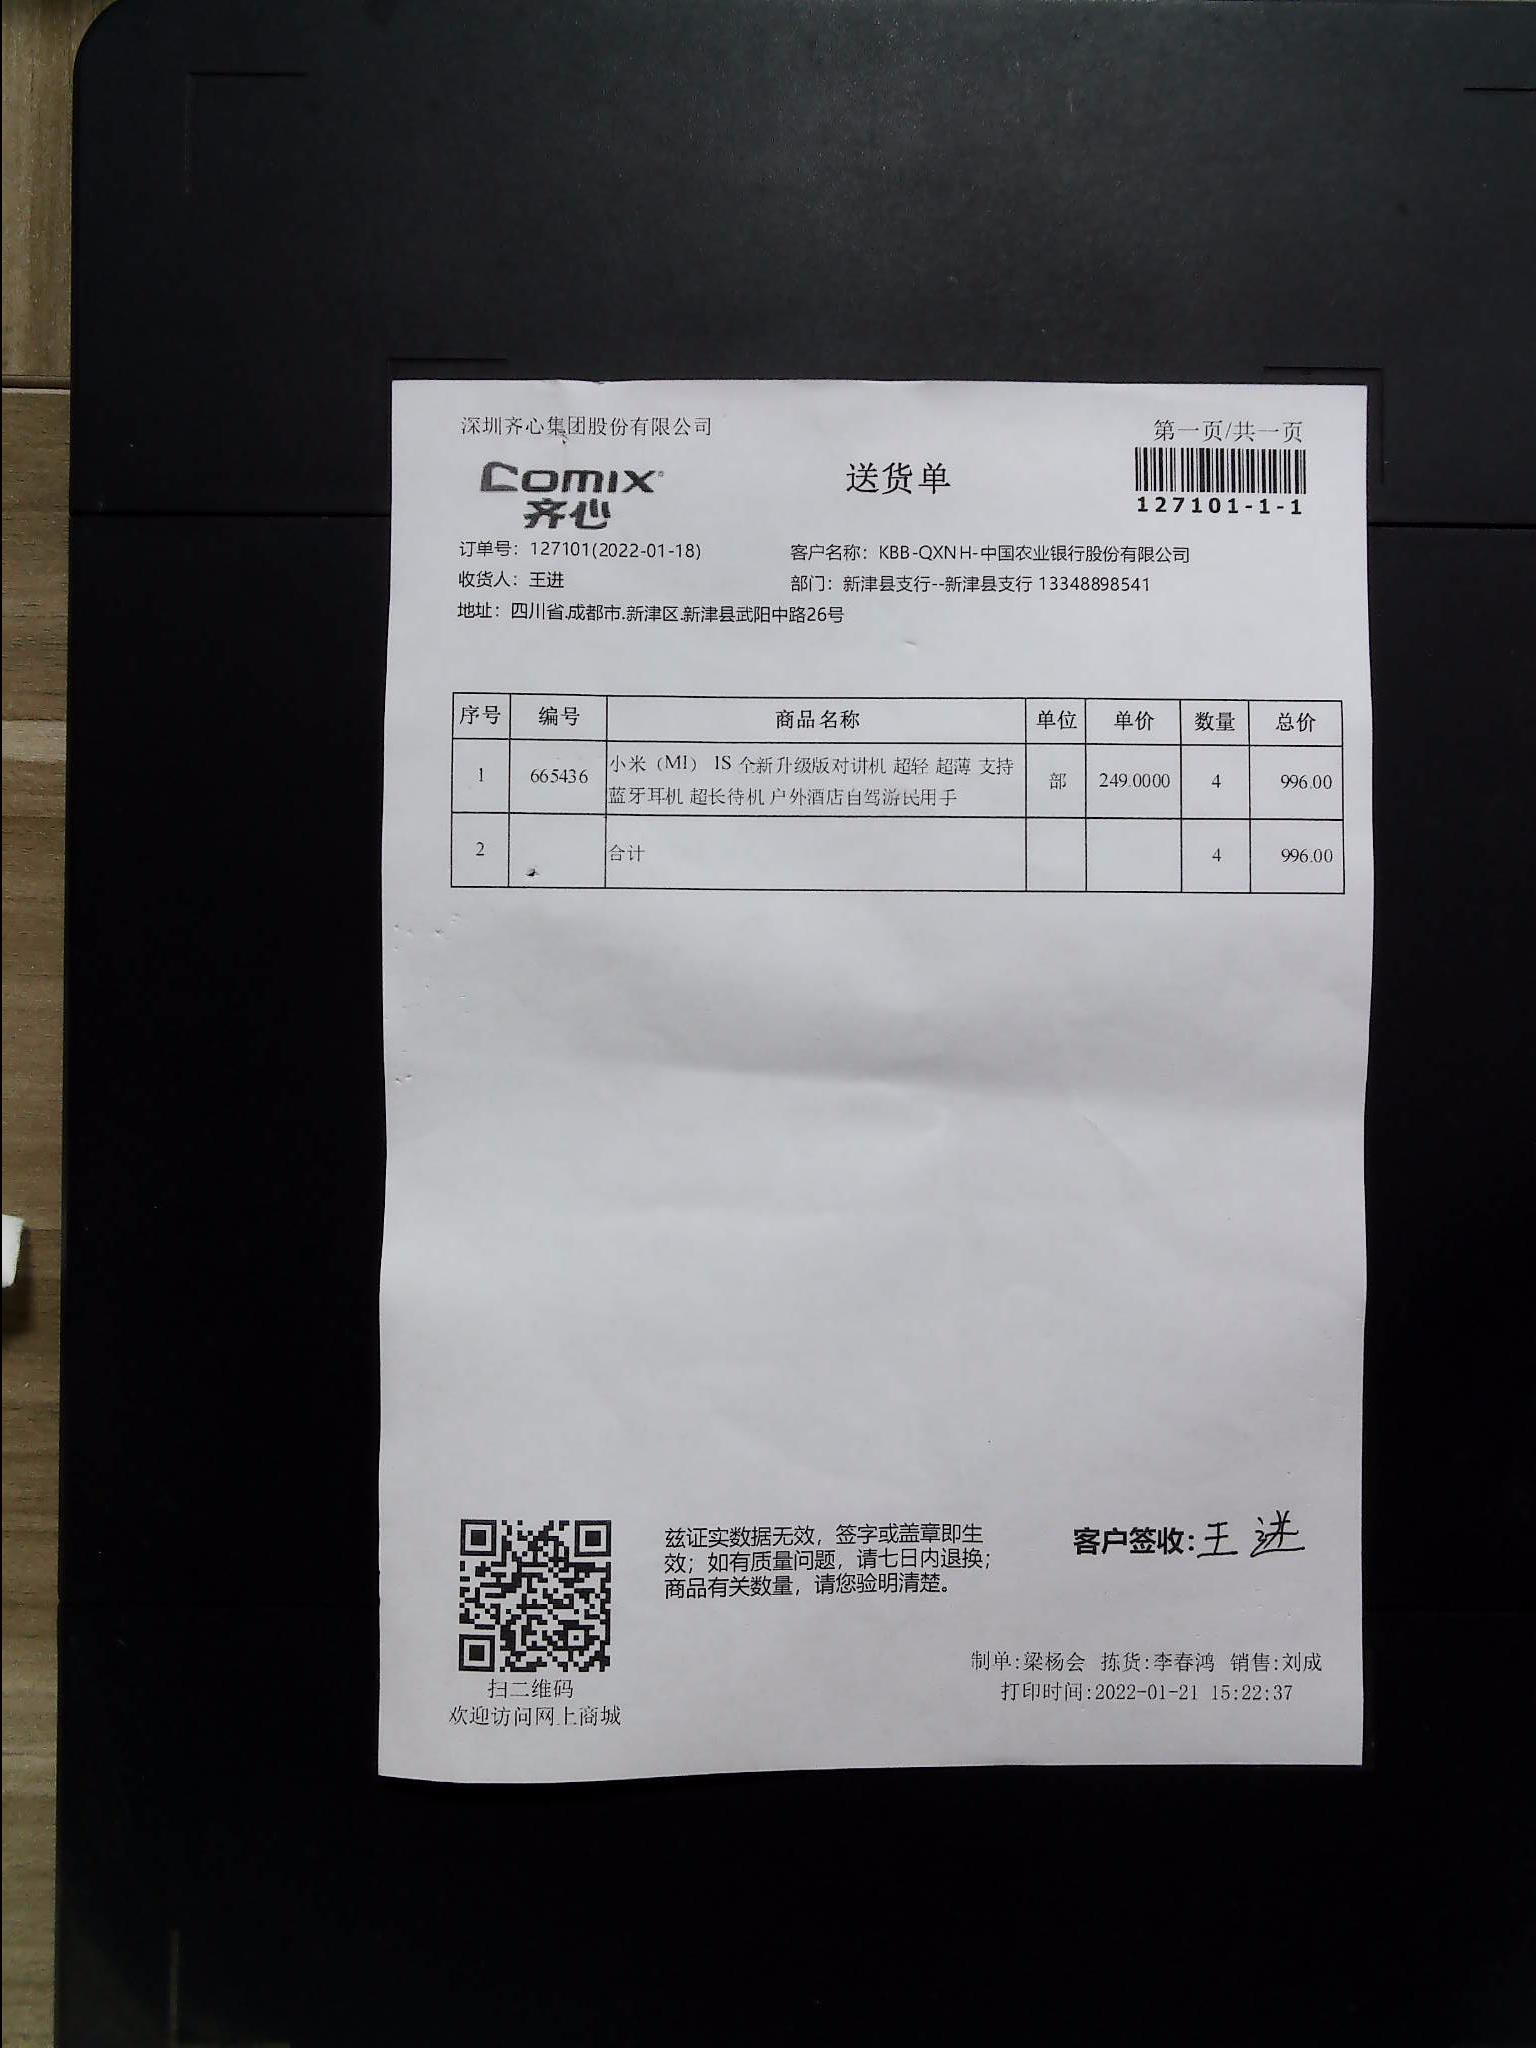 深圳齐心集团股份有限公司
第一页/共一页
COMIX
齐心
送货单
127101-1-1
订单号：127101(2022-01-18)
客户名称：KBB-QXNH-中国农业银行股份有限公司
收货人：王进
部门：新津县支行--新津县支行 13348898541
地址：四川省.成都市.新津区.新津县武阳中路26号
序号 编号 商品名称 单位 单价 数量 总价
1 665436 小米（MI） 1S 全新升级版对讲机 超轻 超薄 支持
蓝牙耳机 超长待机 户外酒店自驾游民用手 部 249.0000 4 996.00
2 合计 4 996.00
兹证实数据无效，签字或盖章即生
效；如有质量问题，请七日内退换；
商品有关数量，请您验明清楚。
客户签收：王进
扫二维码
欢迎访问网上商城
制单:梁杨会 拣货:李春鸿 销售:刘成
打印时间:2022-01-21 15:22:37